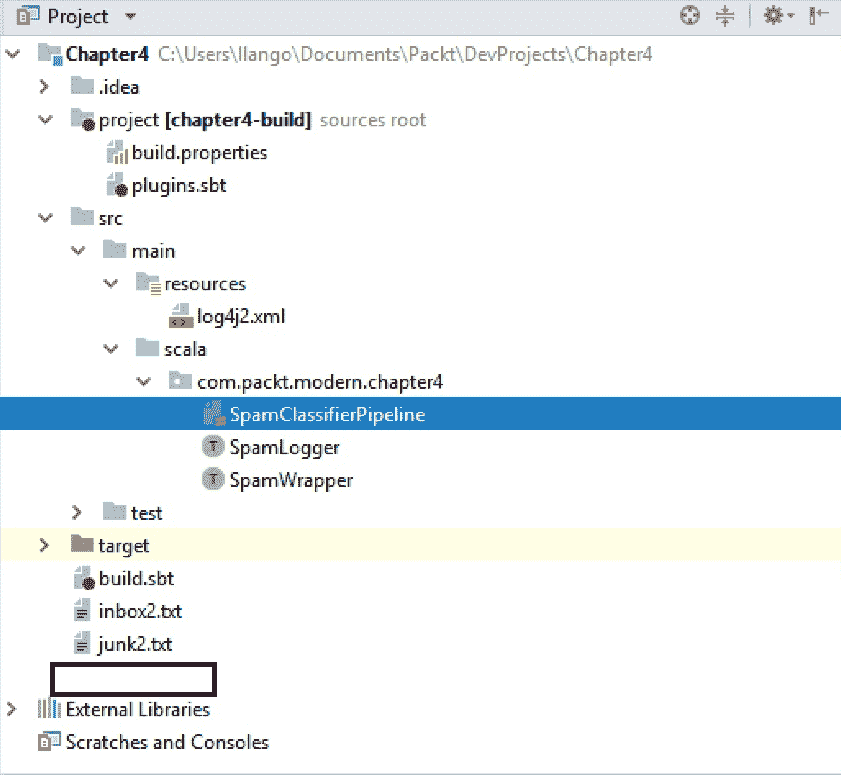 Project
Chapter4 C:\Users\Ilango\Documents\Packt\DevProjects\Chapter4
.idea
project [chapter4-build] sources root
build.properties
plugins.sbt
src
main
resources
log4j2.xml
scala
com.packt.modern.chapter4
SpamClassifierPipeline
SpamLogger
SpamWrapper
test
target
build.sbt
inbox2.txt
junk2.txt
External Libraries
Scratches and Consoles